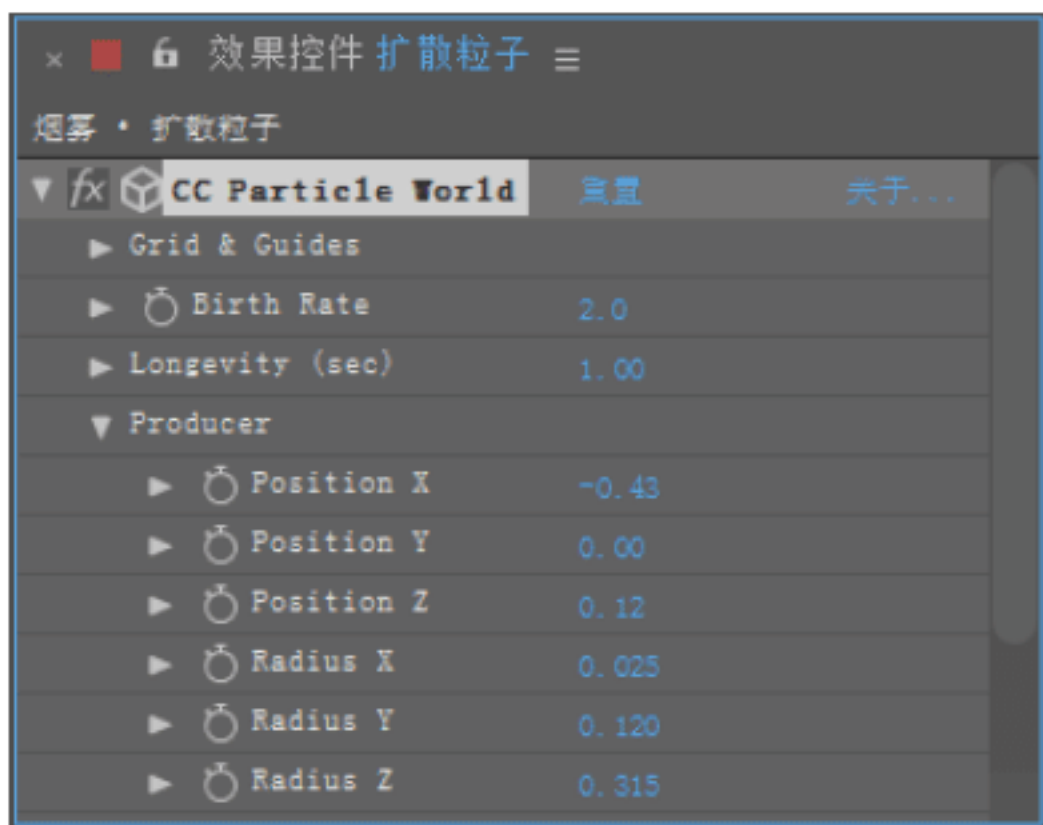 效果控件 扩散粒子
烟雾 • 扩散粒子
fx CC Particle World 重置 关于...
Grid & Guides
Birth Rate 2.0
Longevity (sec) 1.00
Producer
Position X -0.43
Position Y 0.00
Position Z 0.12
Radius X 0.025
Radius Y 0.120
Radius Z 0.315